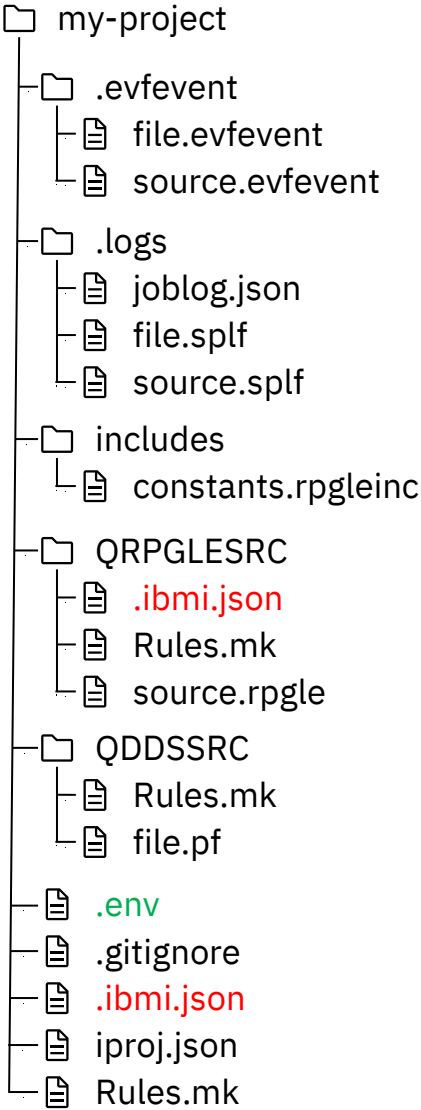 my-project
.evfevent
file.evfevent
source.evfevent
.logs
joblog.json
file.splf
source.splf
includes
constants.rpgleinc
QRPGLESRC
.ibmi.json
Rules.mk
source.rpgle
QDDSSRC
Rules.mk
file.pf
.env
.gitignore
.ibmi.json
iproj.json
Rules.mk